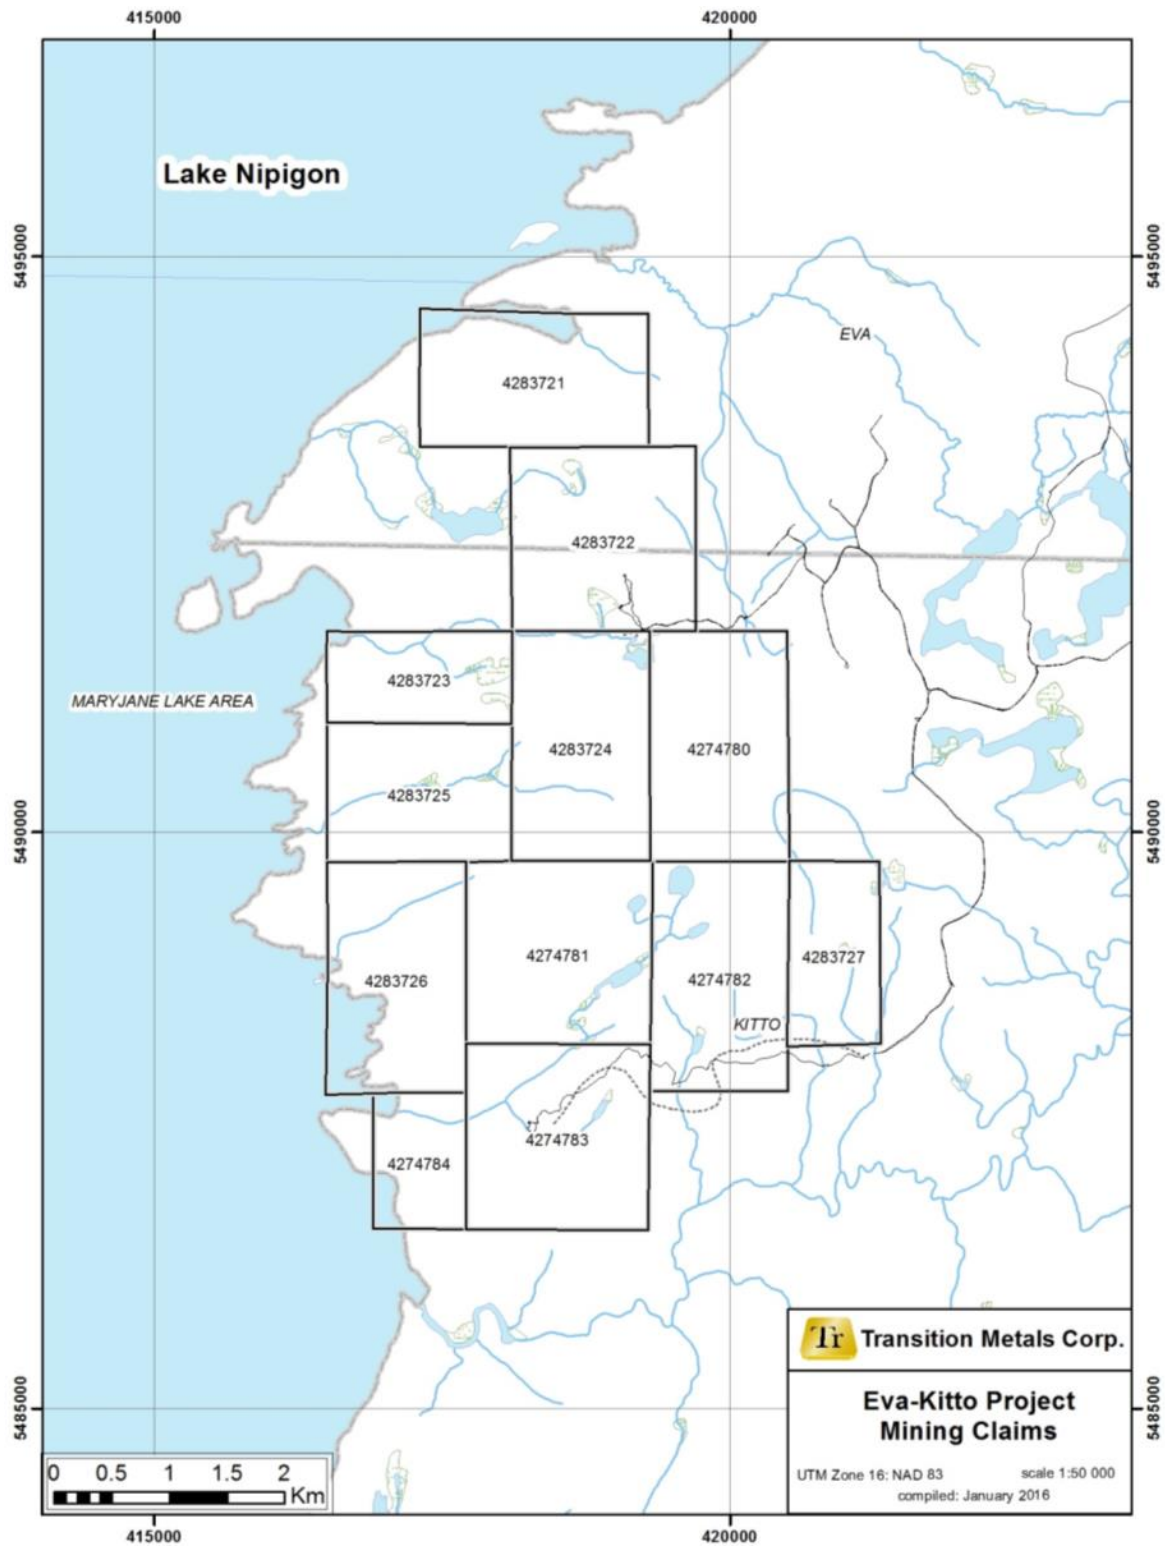 415000
420000
Lake Nipigon
5495000
5495000
EVA
4283721
4283722
4283723
MARYJANE LAKE AREA
4283724
4274780
4283725
5490000
5490000
4274781
4283727
4283726
4274782
KITTO
4274783
4274784
Tr Transition Metals Corp.
Eva-Kitto Project
Mining Claims
5485000
5485000
0 0.5 1 1.5 2
Km
UTM Zone 16: NAD 83
scale 1:50 000
compiled: January 2016
415000
420000